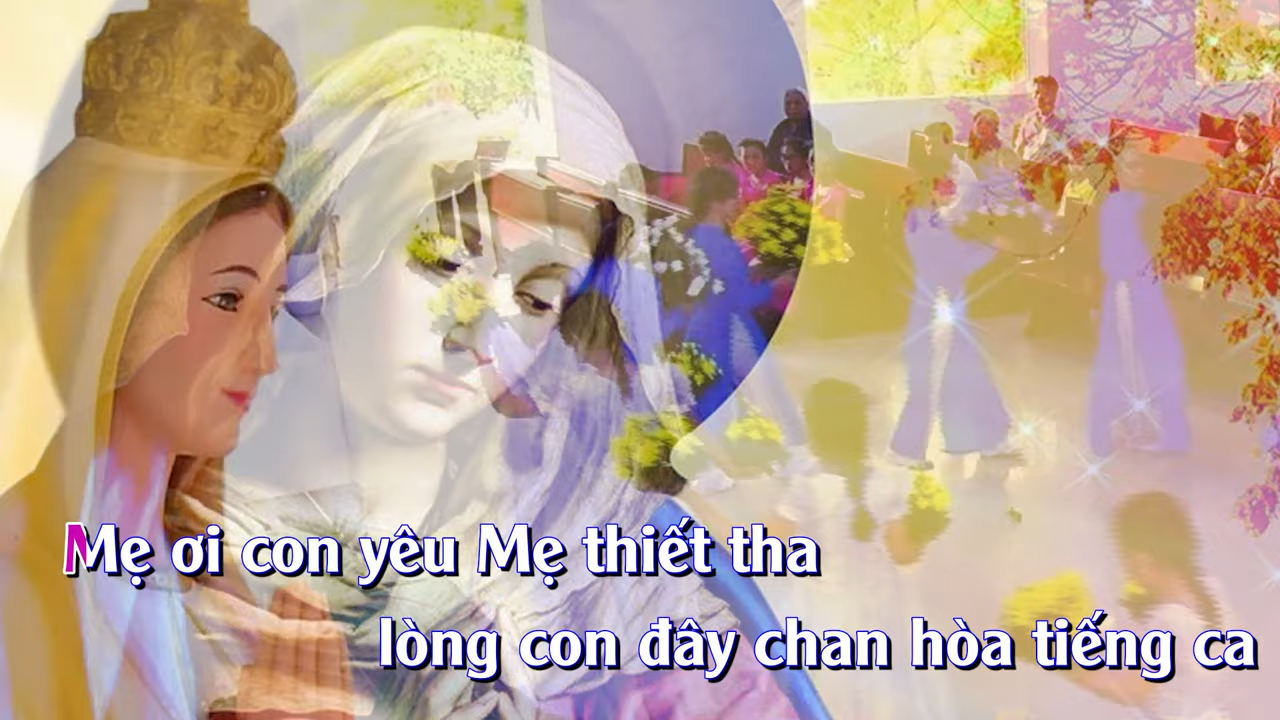 Mẹ ơi con yêu Mẹ thiết tha
lòng con đây chan hòa tiếng ca